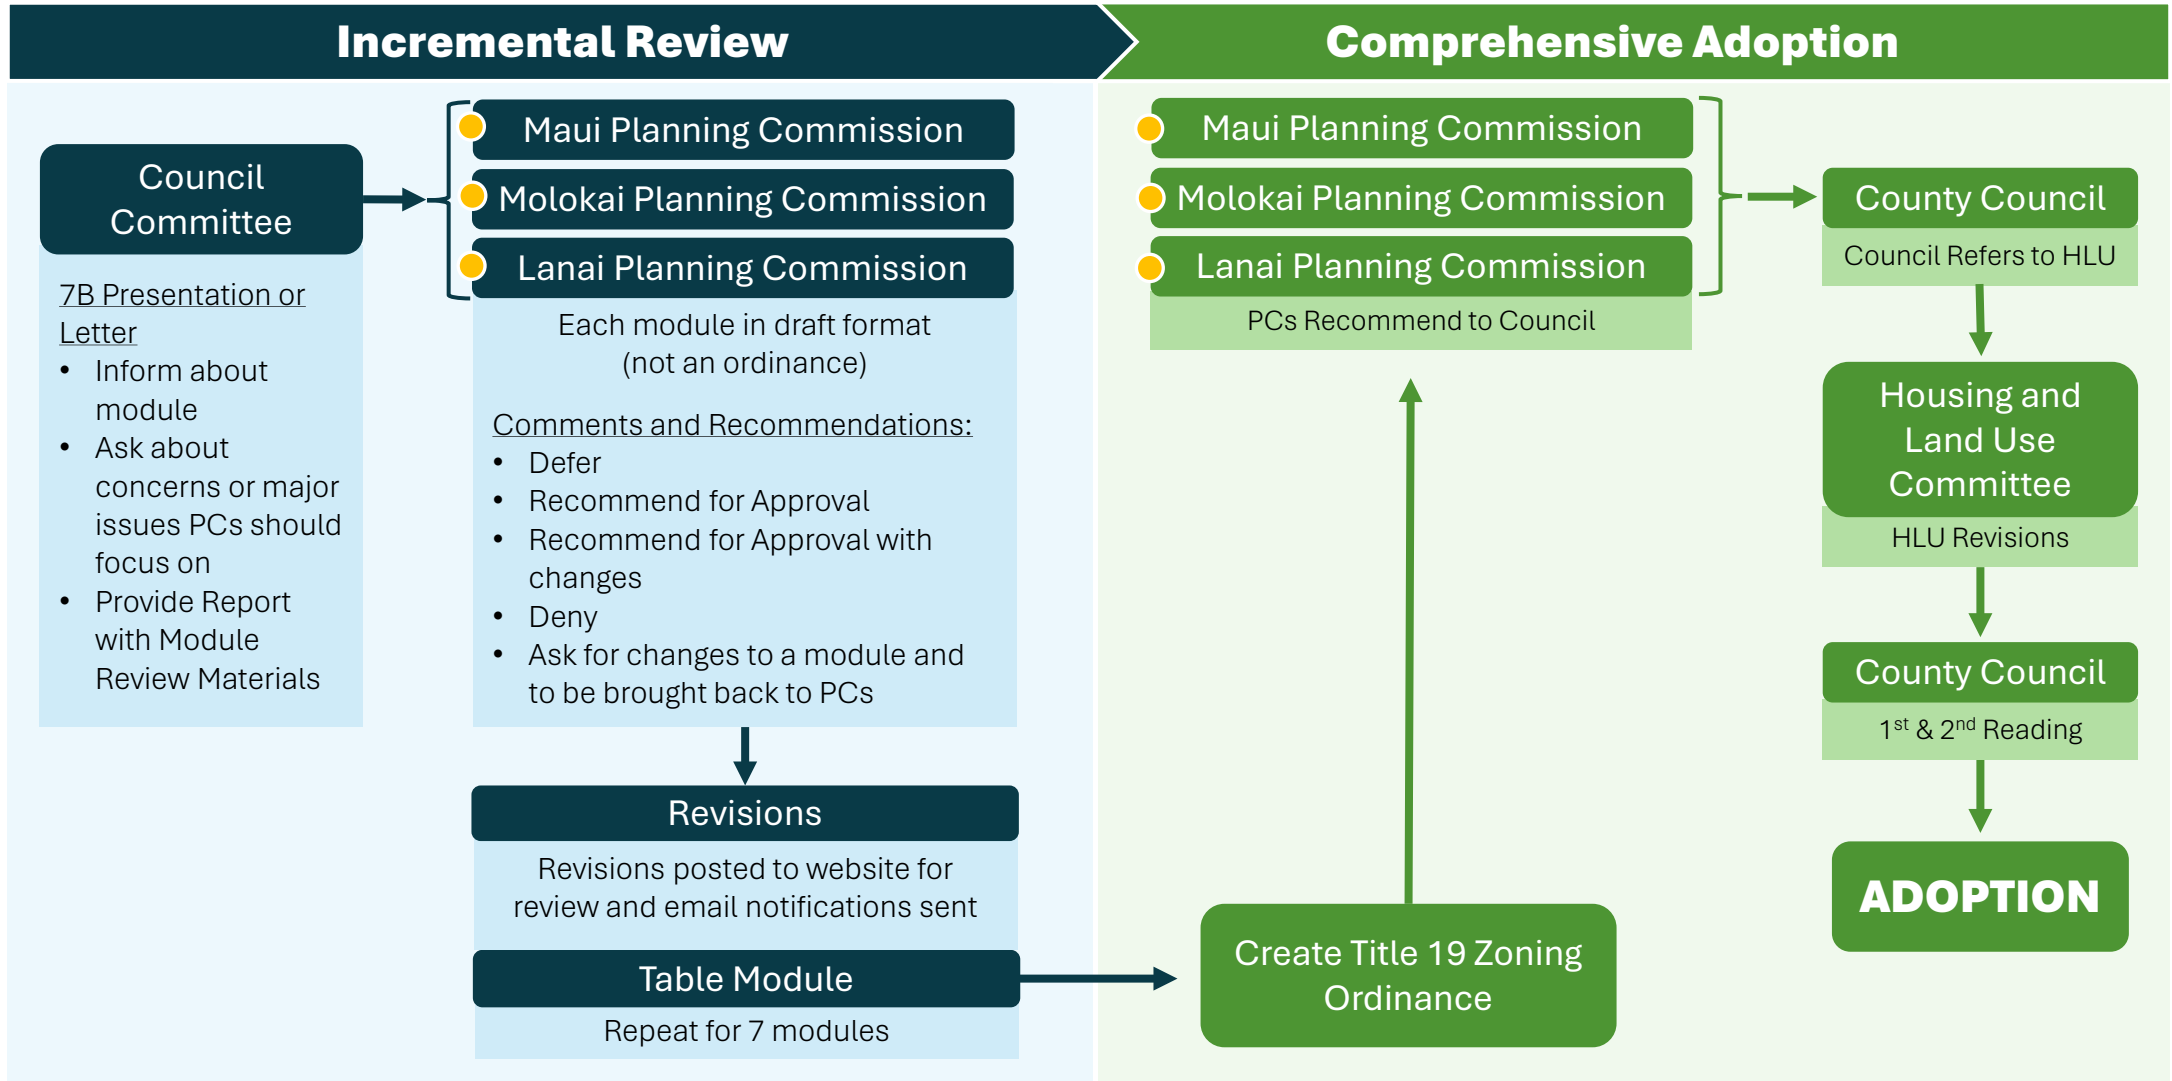 Incremental Review
Council
Committee
7B Presentation or
Letter
• Inform about
module
• Ask about
concerns or major
issues PCs should
focus on
• Provide Report
with Module
Review Materials
Maui Planning Commission
Molokai Planning Commission
Lanai Planning Commission
Each module in draft format
(not an ordinance)
Comments and Recommendations:
• Defer
• Recommend for Approval
• Recommend for Approval with
changes
• Deny
• Ask for changes to a module and
to be brought back to PCs
Revisions
Revisions posted to website for
review and email notifications sent
Table Module
Repeat for 7 modules
Comprehensive Adoption
Create Title 19 Zoning
Ordinance
Maui Planning Commission
Molokai Planning Commission
Lanai Planning Commission
PCs Recommend to Council
County Council
Council Refers to HLU
Housing and
Land Use
Committee
HLU Revisions
County Council
1st & 2nd Reading
ADOPTION